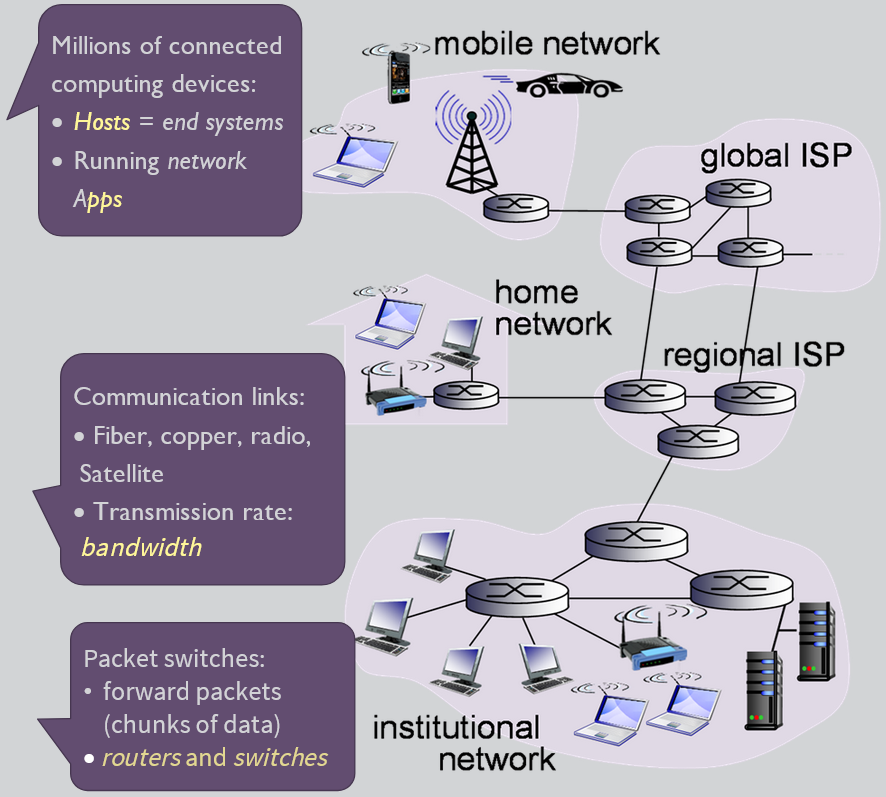 Millions of connected
computing devices:
• Hosts = end systems
• Running network
Apps
mobile network
global ISP
home
network
regional ISP
Communication links:
• Fiber, copper, radio,
Satellite
• Transmission rate:
bandwidth
Packet switches:
• forward packets
(chunks of data)
• routers and switches
institutional
network